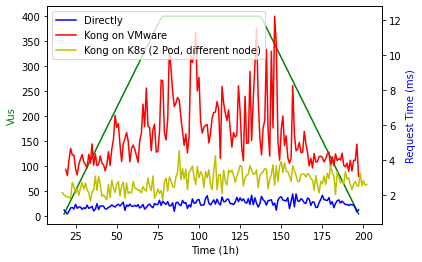 Directly
Kong on VMware
Kong on K8s (2 Pod, different node)
400
350
300
250
200
150
100
50
0
Vus
12
10
8
6
4
2
Request Time (ms)
25 50 75 100 125 150 175 200
Time (1h)